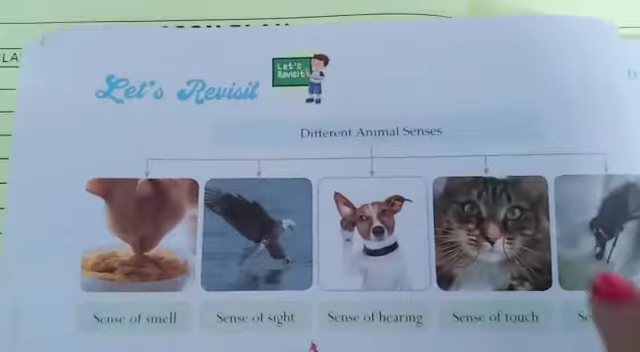 Let's Revisit
Let's
Revisit
Different Animal Senses
Sense of smell
Sense of sight
Sense of hearing
Sense of touch